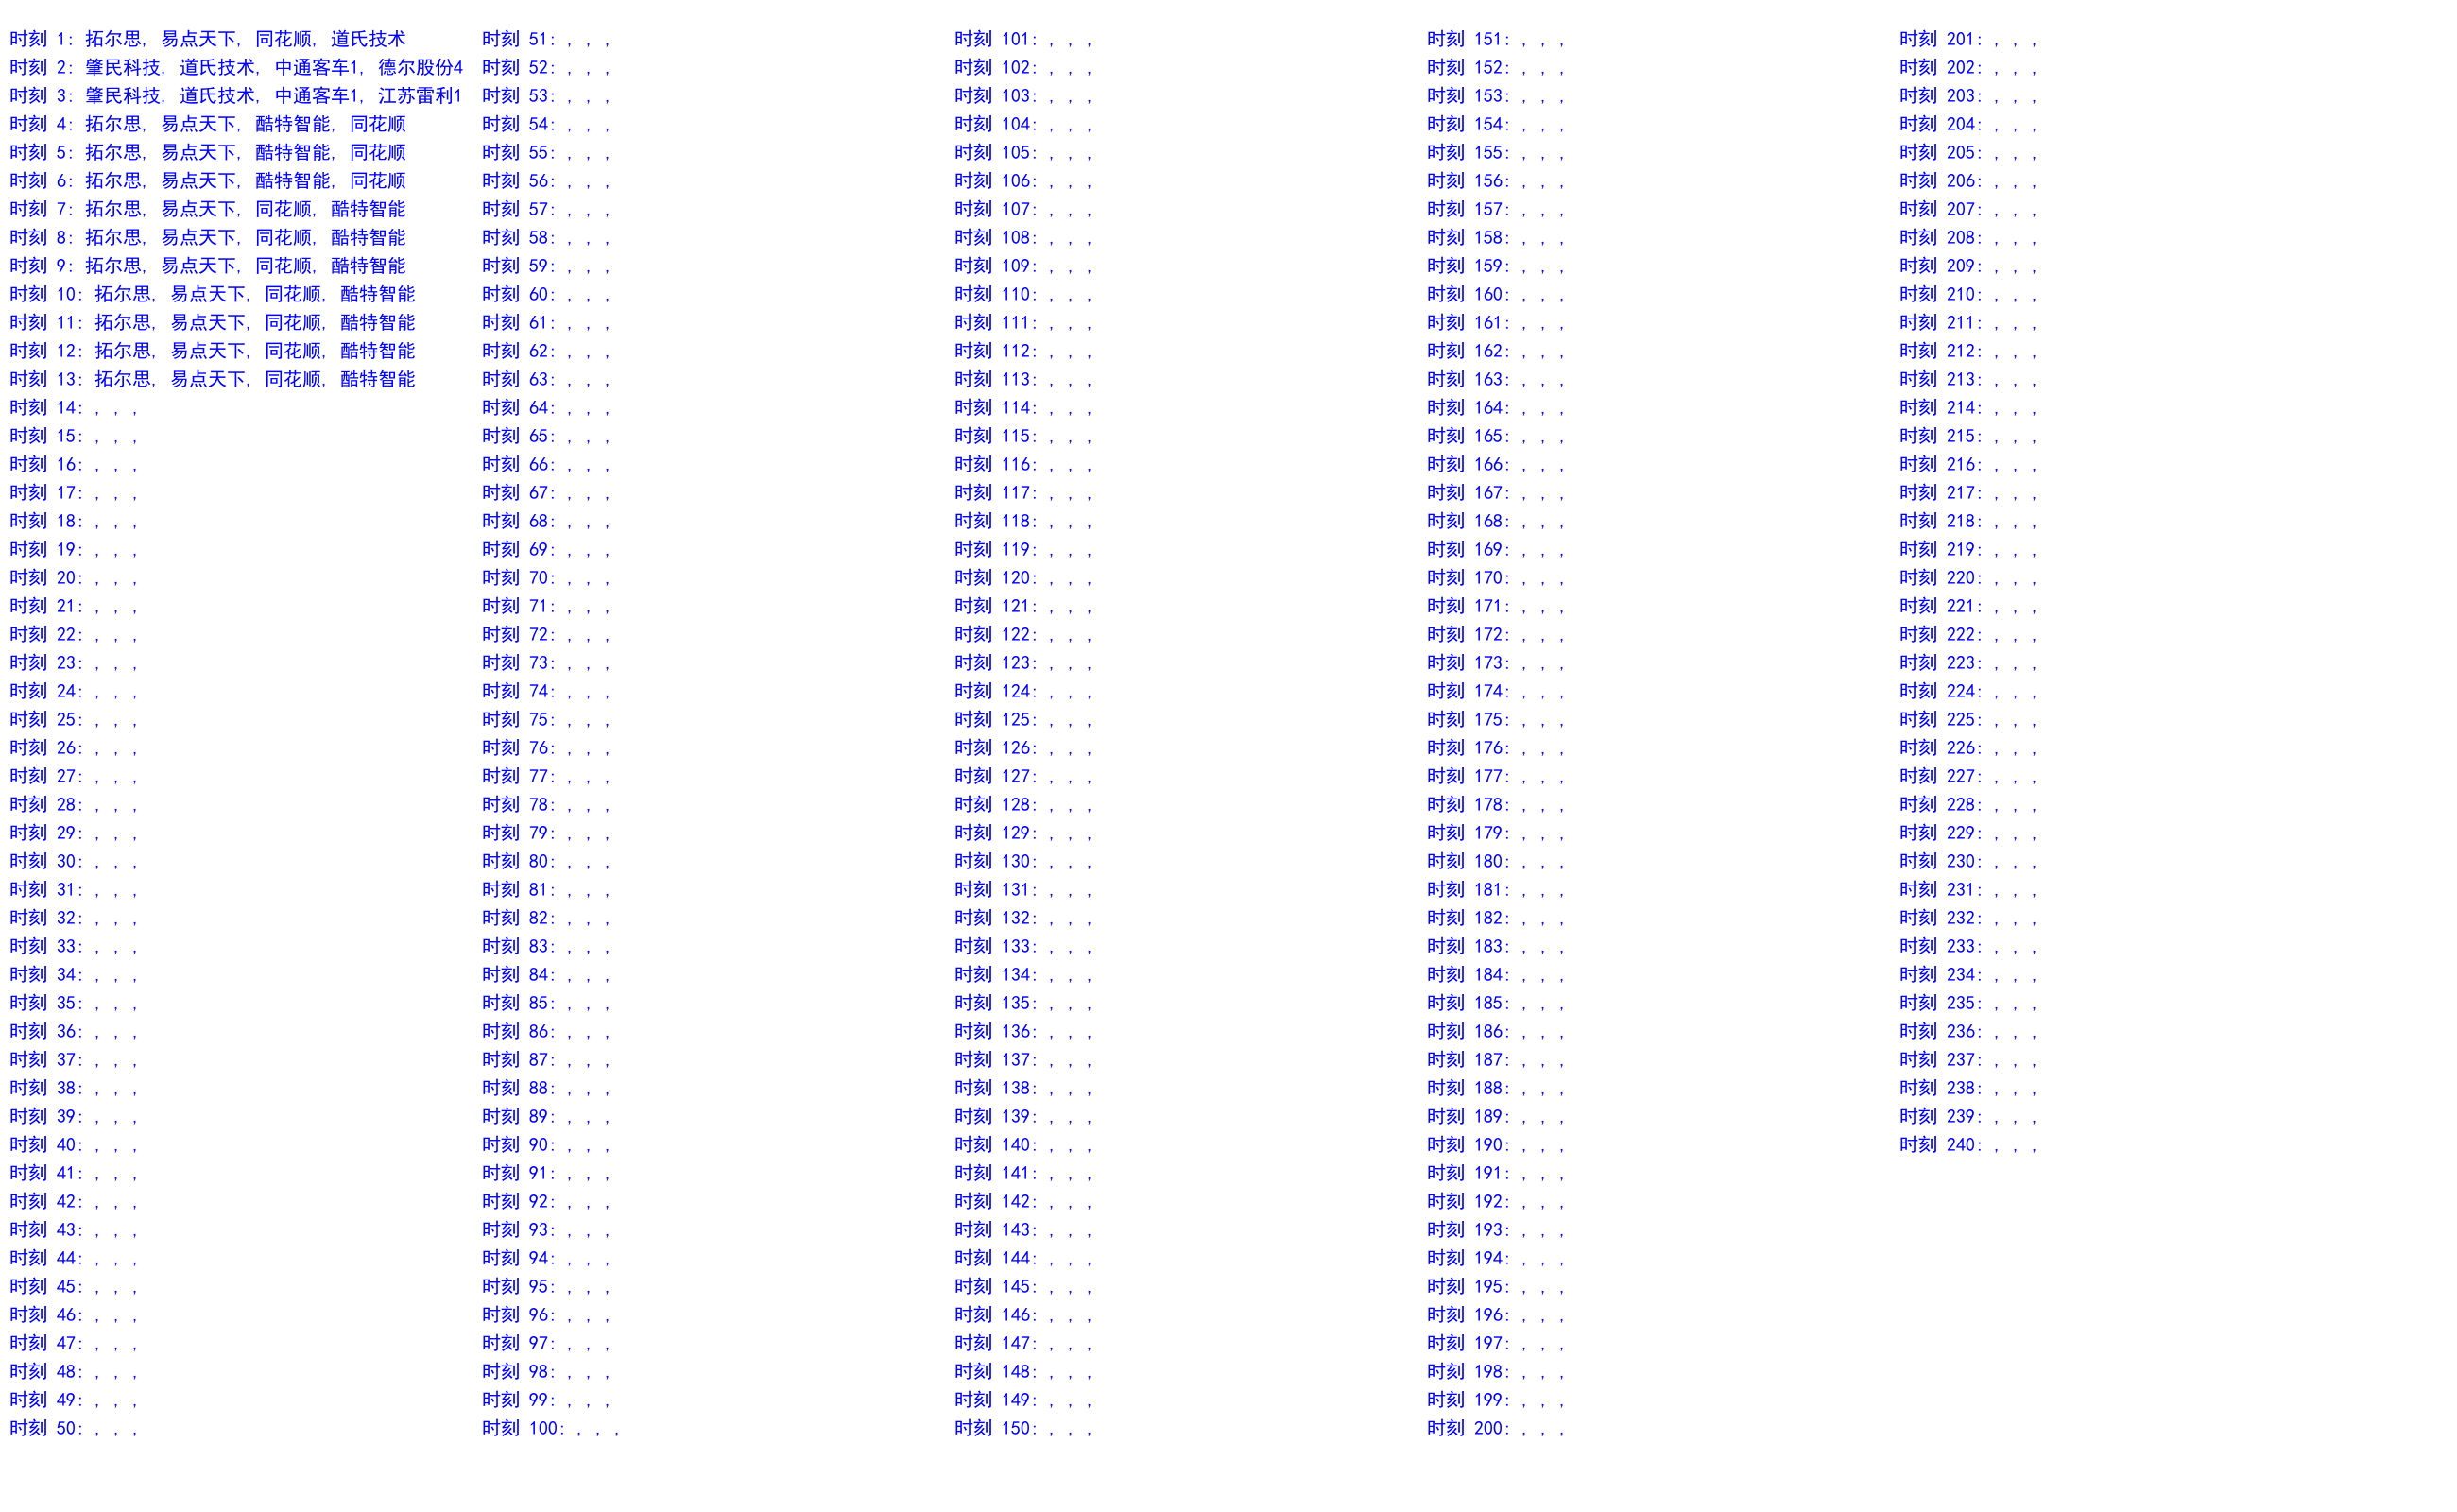 时刻 1: 拓尔思, 易点天下, 同花顺, 道氏技术
时刻 2: 肇民科技, 道氏技术, 中通客车1, 德尔股份4
时刻 3: 肇民科技, 道氏技术, 中通客车1, 江苏雷利1
时刻 4: 拓尔思, 易点天下, 酷特智能, 同花顺
时刻 5: 拓尔思, 易点天下, 酷特智能, 同花顺
时刻 6: 拓尔思, 易点天下, 酷特智能, 同花顺
时刻 7: 拓尔思, 易点天下, 同花顺, 酷特智能
时刻 8: 拓尔思, 易点天下, 同花顺, 酷特智能
时刻 9: 拓尔思, 易点天下, 同花顺, 酷特智能
时刻 10: 拓尔思, 易点天下, 同花顺, 酷特智能
时刻 11: 拓尔思, 易点天下, 同花顺, 酷特智能
时刻 12: 拓尔思, 易点天下, 同花顺, 酷特智能
时刻 13: 拓尔思, 易点天下, 同花顺, 酷特智能
时刻 14: , , ,
时刻 15: , , ,
时刻 16: , , ,
时刻 17: , , ,
时刻 18: , , ,
时刻 19: , , ,
时刻 20: , , ,
时刻 21: , , ,
时刻 22: , , ,
时刻 23: , , ,
时刻 24: , , ,
时刻 25: , , ,
时刻 26: , , ,
时刻 27: , , ,
时刻 28: , , ,
时刻 29: , , ,
时刻 30: , , ,
时刻 31: , , ,
时刻 32: , , ,
时刻 33: , , ,
时刻 34: , , ,
时刻 35: , , ,
时刻 36: , , ,
时刻 37: , , ,
时刻 38: , , ,
时刻 39: , , ,
时刻 40: , , ,
时刻 41: , , ,
时刻 42: , , ,
时刻 43: , , ,
时刻 44: , , ,
时刻 45: , , ,
时刻 46: , , ,
时刻 47: , , ,
时刻 48: , , ,
时刻 49: , , ,
时刻 50: , , ,
时刻 51: , , ,
时刻 52: , , ,
时刻 53: , , ,
时刻 54: , , ,
时刻 55: , , ,
时刻 56: , , ,
时刻 57: , , ,
时刻 58: , , ,
时刻 59: , , ,
时刻 60: , , ,
时刻 61: , , ,
时刻 62: , , ,
时刻 63: , , ,
时刻 64: , , ,
时刻 65: , , ,
时刻 66: , , ,
时刻 67: , , ,
时刻 68: , , ,
时刻 69: , , ,
时刻 70: , , ,
时刻 71: , , ,
时刻 72: , , ,
时刻 73: , , ,
时刻 74: , , ,
时刻 75: , , ,
时刻 76: , , ,
时刻 77: , , ,
时刻 78: , , ,
时刻 79: , , ,
时刻 80: , , ,
时刻 81: , , ,
时刻 82: , , ,
时刻 83: , , ,
时刻 84: , , ,
时刻 85: , , ,
时刻 86: , , ,
时刻 87: , , ,
时刻 88: , , ,
时刻 89: , , ,
时刻 90: , , ,
时刻 91: , , ,
时刻 92: , , ,
时刻 93: , , ,
时刻 94: , , ,
时刻 95: , , ,
时刻 96: , , ,
时刻 97: , , ,
时刻 98: , , ,
时刻 99: , , ,
时刻 100: , , ,
时刻 101: , , ,
时刻 102: , , ,
时刻 103: , , ,
时刻 104: , , ,
时刻 105: , , ,
时刻 106: , , ,
时刻 107: , , ,
时刻 108: , , ,
时刻 109: , , ,
时刻 110: , , ,
时刻 111: , , ,
时刻 112: , , ,
时刻 113: , , ,
时刻 114: , , ,
时刻 115: , , ,
时刻 116: , , ,
时刻 117: , , ,
时刻 118: , , ,
时刻 119: , , ,
时刻 120: , , ,
时刻 121: , , ,
时刻 122: , , ,
时刻 123: , , ,
时刻 124: , , ,
时刻 125: , , ,
时刻 126: , , ,
时刻 127: , , ,
时刻 128: , , ,
时刻 129: , , ,
时刻 130: , , ,
时刻 131: , , ,
时刻 132: , , ,
时刻 133: , , ,
时刻 134: , , ,
时刻 135: , , ,
时刻 136: , , ,
时刻 137: , , ,
时刻 138: , , ,
时刻 139: , , ,
时刻 140: , , ,
时刻 141: , , ,
时刻 142: , , ,
时刻 143: , , ,
时刻 144: , , ,
时刻 145: , , ,
时刻 146: , , ,
时刻 147: , , ,
时刻 148: , , ,
时刻 149: , , ,
时刻 150: , , ,
时刻 151: , , ,
时刻 152: , , ,
时刻 153: , , ,
时刻 154: , , ,
时刻 155: , , ,
时刻 156: , , ,
时刻 157: , , ,
时刻 158: , , ,
时刻 159: , , ,
时刻 160: , , ,
时刻 161: , , ,
时刻 162: , , ,
时刻 163: , , ,
时刻 164: , , ,
时刻 165: , , ,
时刻 166: , , ,
时刻 167: , , ,
时刻 168: , , ,
时刻 169: , , ,
时刻 170: , , ,
时刻 171: , , ,
时刻 172: , , ,
时刻 173: , , ,
时刻 174: , , ,
时刻 175: , , ,
时刻 176: , , ,
时刻 177: , , ,
时刻 178: , , ,
时刻 179: , , ,
时刻 180: , , ,
时刻 181: , , ,
时刻 182: , , ,
时刻 183: , , ,
时刻 184: , , ,
时刻 185: , , ,
时刻 186: , , ,
时刻 187: , , ,
时刻 188: , , ,
时刻 189: , , ,
时刻 190: , , ,
时刻 191: , , ,
时刻 192: , , ,
时刻 193: , , ,
时刻 194: , , ,
时刻 195: , , ,
时刻 196: , , ,
时刻 197: , , ,
时刻 198: , , ,
时刻 199: , , ,
时刻 200: , , ,
时刻 201: , , ,
时刻 202: , , ,
时刻 203: , , ,
时刻 204: , , ,
时刻 205: , , ,
时刻 206: , , ,
时刻 207: , , ,
时刻 208: , , ,
时刻 209: , , ,
时刻 210: , , ,
时刻 211: , , ,
时刻 212: , , ,
时刻 213: , , ,
时刻 214: , , ,
时刻 215: , , ,
时刻 216: , , ,
时刻 217: , , ,
时刻 218: , , ,
时刻 219: , , ,
时刻 220: , , ,
时刻 221: , , ,
时刻 222: , , ,
时刻 223: , , ,
时刻 224: , , ,
时刻 225: , , ,
时刻 226: , , ,
时刻 227: , , ,
时刻 228: , , ,
时刻 229: , , ,
时刻 230: , , ,
时刻 231: , , ,
时刻 232: , , ,
时刻 233: , , ,
时刻 234: , , ,
时刻 235: , , ,
时刻 236: , , ,
时刻 237: , , ,
时刻 238: , , ,
时刻 239: , , ,
时刻 240: , , ,